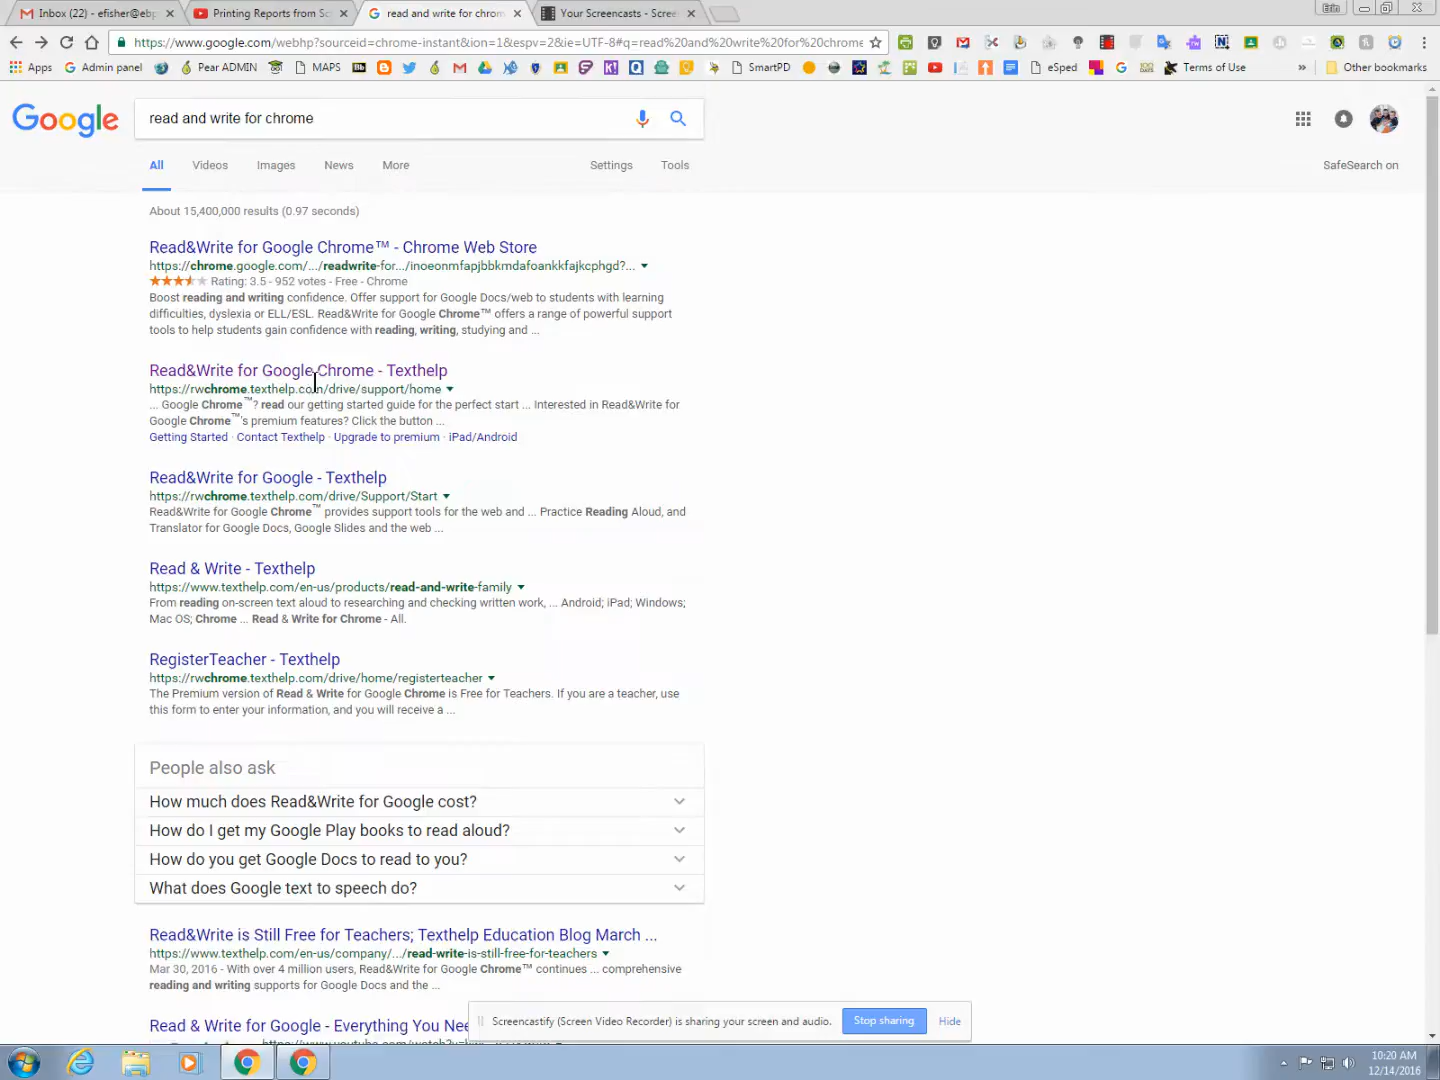 Inbox (22) - efisher@ebp
Printing Reports from Scr
read and write for chrom
Your Screencasts - Scree
Erin
https://www.google.com/webhp?sourceid=chrome-instant&ion=1&espv=2&ie=UTF-8#q=read%20and%20write%20for%20chrome
Apps
Admin panel
Pear ADMIN
MAPS
SmartPD
eSped
Terms of Use
»
Other bookmarks
Google
read and write for chrome
All
Videos
Images
News
More
Settings
Tools
SafeSearch on
About 15,400,000 results (0.97 seconds)
Read&Write for Google Chrome™ - Chrome Web Store
https://chrome.google.com/.../readwrite-for.../inoeonmfapjbbkmdafoankkfajkcphgd?...
Rating: 3.5 - 952 votes - Free - Chrome
Boost reading and writing confidence. Offer support for Google Docs/web to students with learning
difficulties, dyslexia or ELL/ESL. Read&Write for Google Chrome™ offers a range of powerful support
tools to help students gain confidence with reading, writing, studying and ...
Read&Write for Google Chrome - Texthelp
https://rwchrome.texthelp.com/drive/support/home
... Google Chrome™? read our getting started guide for the perfect start ... Interested in Read&Write for
Google Chrome™'s premium features? Click the button ...
Getting Started · Contact Texthelp · Upgrade to premium · iPad/Android
Read&Write for Google - Texthelp
https://rwchrome.texthelp.com/drive/Support/Start
Read&Write for Google Chrome™ provides support tools for the web and ... Practice Reading Aloud, and
Translator for Google Docs, Google Slides and the web ...
Read & Write - Texthelp
https://www.texthelp.com/en-us/products/read-and-write-family
From reading on-screen text aloud to researching and checking written work, ... Android; iPad; Windows;
Mac OS; Chrome ... Read & Write for Chrome - All.
RegisterTeacher - Texthelp
https://rwchrome.texthelp.com/drive/home/registerteacher
The Premium version of Read & Write for Google Chrome is Free for Teachers. If you are a teacher, use
this form to enter your information, and you will receive a ...
People also ask
How much does Read&Write for Google cost?
How do I get my Google Play books to read aloud?
How do you get Google Docs to read to you?
What does Google text to speech do?
Read&Write is Still Free for Teachers; Texthelp Education Blog March ...
https://www.texthelp.com/en-us/company/.../read-write-is-still-free-for-teachers
Mar 30, 2016 - With over 4 million users, Read&Write for Google Chrome™ continues ... comprehensive
reading and writing supports for Google Docs and the ...
Screencastify (Screen Video Recorder) is sharing your screen and audio.
Stop sharing
Hide
Read & Write for Google - Everything You Nee
10:20 AM
12/14/2016